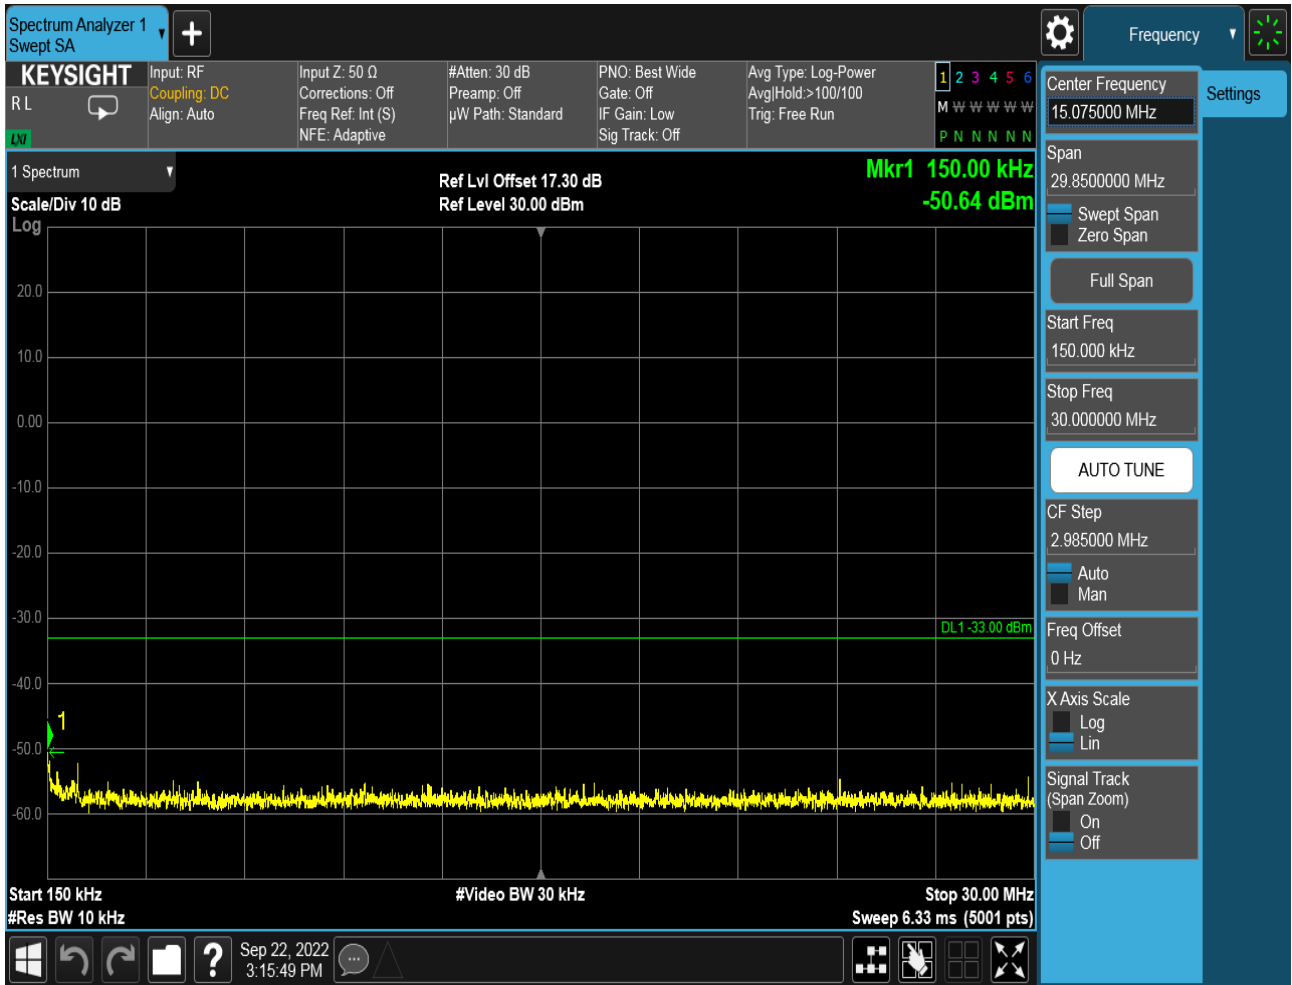 Spectrum Analyzer 1
Swept SA
Frequency
KEYSIGHT
R L
LXI
Input: RF
Coupling: DC
Align: Auto
Input Z: 50 Ω
Corrections: Off
Freq Ref: Int (S)
NFE: Adaptive
#Atten: 30 dB
Preamp: Off
µW Path: Standard
PNO: Best Wide
Gate: Off
IF Gain: Low
Sig Track: Off
Avg Type: Log-Power
Avg|Hold:>100/100
Trig: Free Run
1 2 3 4 5 6
M W W W W W
P N N N N N
1 Spectrum
Scale/Div 10 dB
Log
Ref Lvl Offset 17.30 dB
Ref Level 30.00 dBm
Mkr1 150.00 kHz
-50.64 dBm
20.0
10.0
0.00
-10.0
-20.0
-30.0
DL1 -33.00 dBm
-40.0
1
-50.0
-60.0
Start 150 kHz
#Video BW 30 kHz
Stop 30.00 MHz
#Res BW 10 kHz
Sweep 6.33 ms (5001 pts)
?
Sep 22, 2022
3:15:49 PM
Center Frequency
15.075000 MHz
Settings
Span
29.8500000 MHz
Swept Span
Zero Span
Full Span
Start Freq
150.000 kHz
Stop Freq
30.000000 MHz
AUTO TUNE
CF Step
2.985000 MHz
Auto
Man
Freq Offset
0 Hz
X Axis Scale
Log
Lin
Signal Track
(Span Zoom)
On
Off